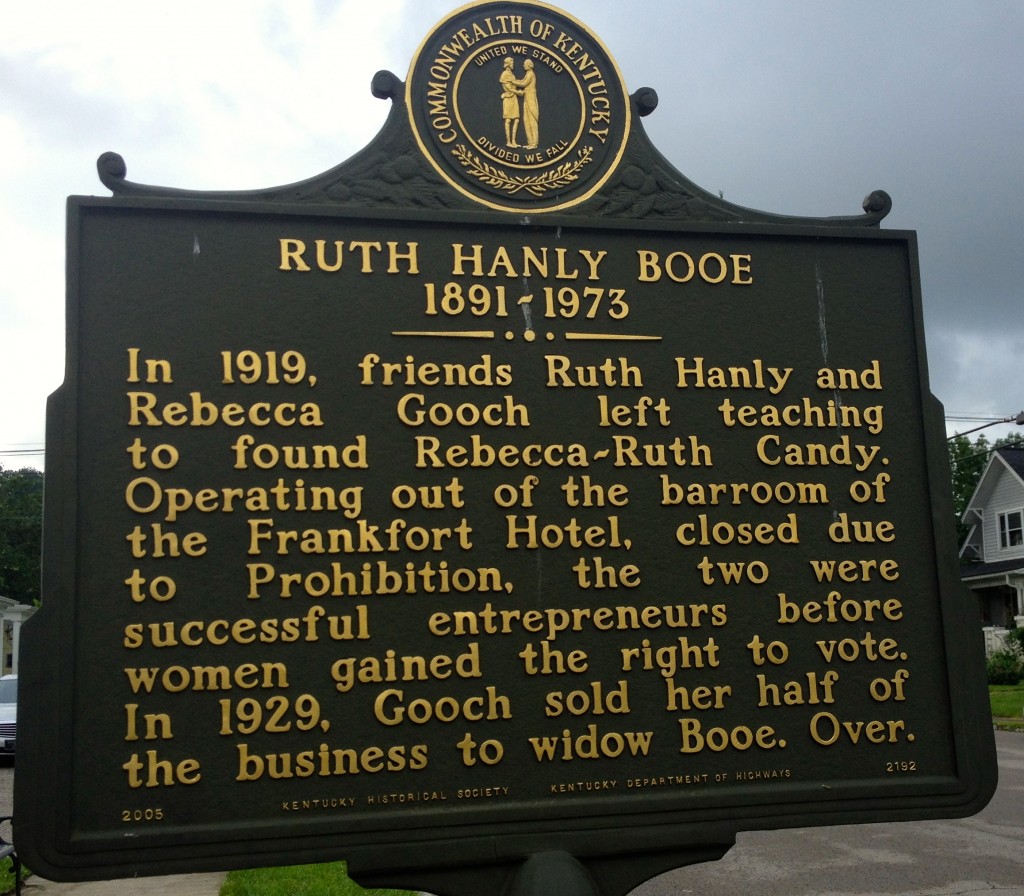 COMMONWEALTH OF KENTUCKY
UNITED WE STAND
DIVIDED WE FALL
RUTH HANLY BOOE
1891~1973
In 1919, friends Ruth Hanly and
Rebecca Gooch left teaching
to found Rebecca~Ruth Candy.
Operating out of the barroom of
the Frankfort Hotel, closed due
to Prohibition, the two were
successful entrepreneurs before
women gained the right to vote.
In 1929, Gooch sold her half of
the business to widow Booe. Over.
2005 KENTUCKY HISTORICAL SOCIETY KENTUCKY DEPARTMENT OF HIGHWAYS 2192